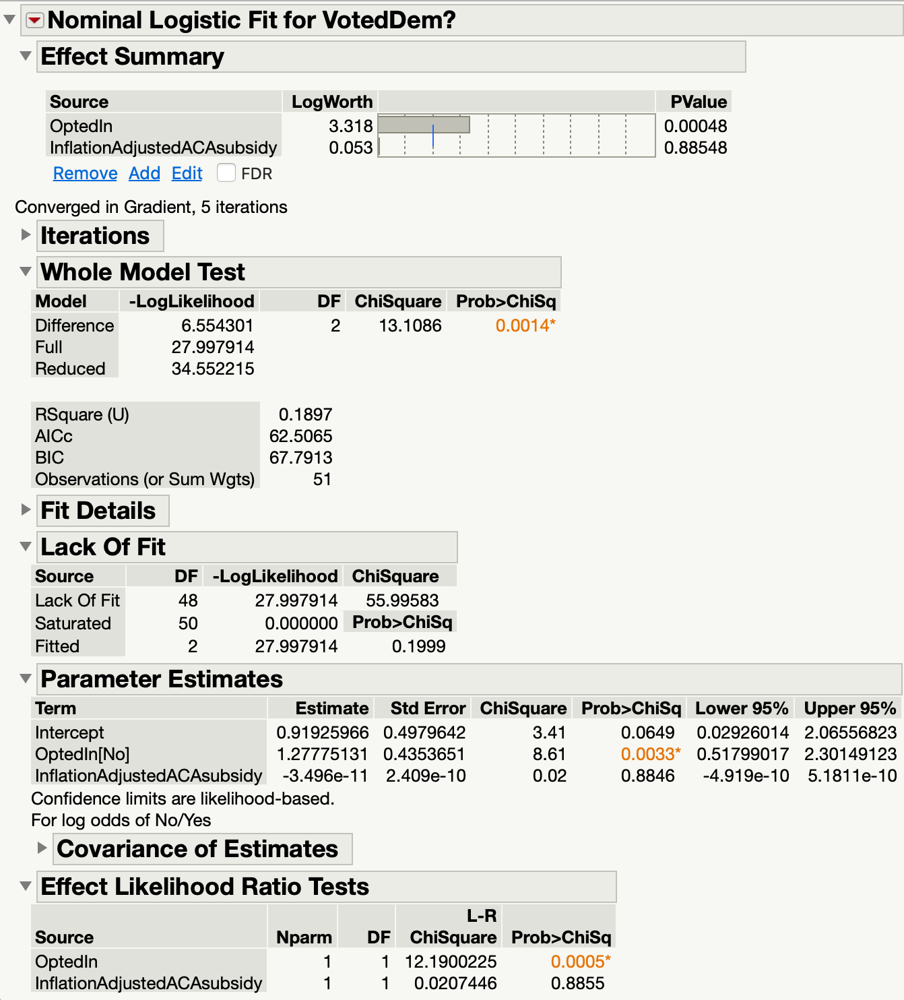 Nominal Logistic Fit for VotedDem?
Effect Summary
Source LogWorth PValue
OptedIn 3.318 0.00048
InflationAdjustedACAsubsidy 0.053 0.88548
Remove Add Edit FDR
Converged in Gradient, 5 iterations
Iterations
Whole Model Test
Model -LogLikelihood DF ChiSquare Prob>ChiSq
Difference 6.554301 2 13.1086 0.0014*
Full 27.997914
Reduced 34.552215
RSquare (U) 0.1897
AICc 62.5065
BIC 67.7913
Observations (or Sum Wgts) 51
Fit Details
Lack Of Fit
Source DF -LogLikelihood ChiSquare
Lack Of Fit 48 27.997914 55.99583
Saturated 50 0.000000 Prob>ChiSq
Fitted 2 27.997914 0.1999
Parameter Estimates
Term Estimate Std Error ChiSquare Prob>ChiSq Lower 95% Upper 95%
Intercept 0.91925966 0.4979642 3.41 0.0649 0.02926014 2.06556823
OptedIn[No] 1.27775131 0.4353651 8.61 0.0033* 0.51799017 2.30149123
InflationAdjustedACAsubsidy -3.496e-11 2.409e-10 0.02 0.8846 -4.919e-10 5.1811e-10
Confidence limits are likelihood-based.
For log odds of No/Yes
Covariance of Estimates
Effect Likelihood Ratio Tests
L-R
Source Nparm DF ChiSquare Prob>ChiSq
OptedIn 1 1 12.1900225 0.0005*
InflationAdjustedACAsubsidy 1 1 0.0207446 0.8855